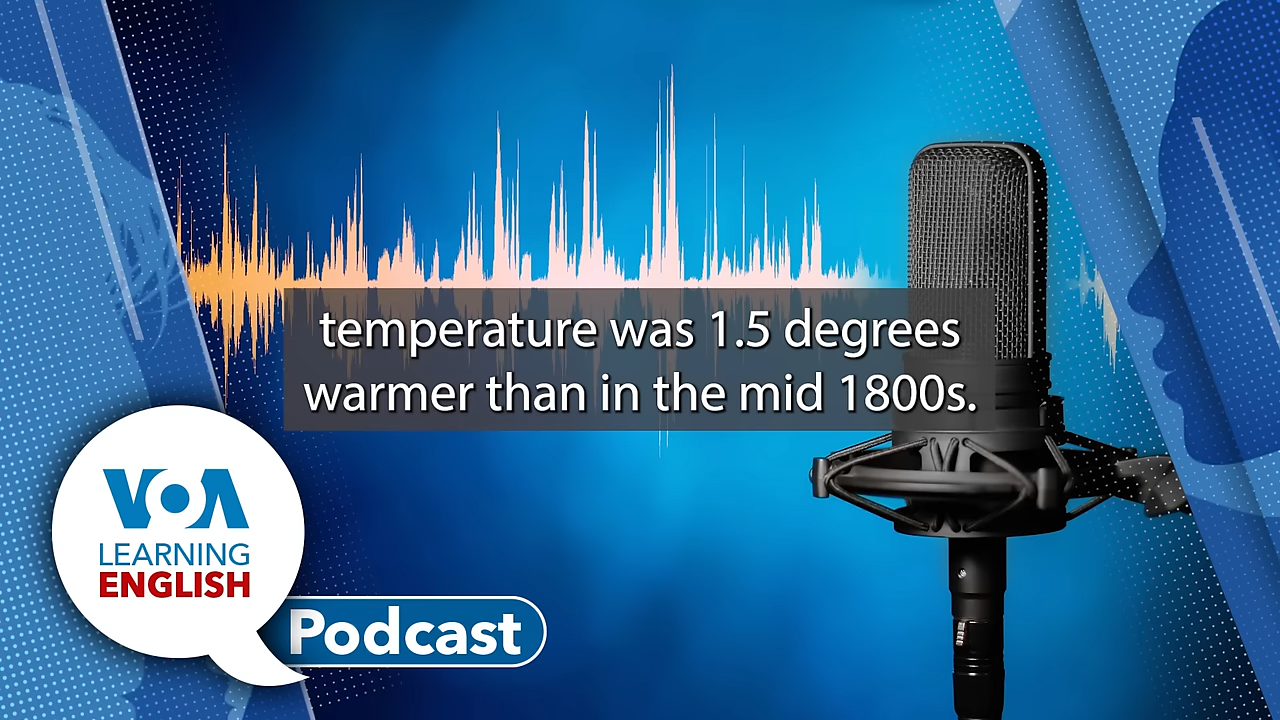 temperature was 1.5 degrees
warmer than in the mid 1800s.
VOA
LEARNING
ENGLISH
Podcast